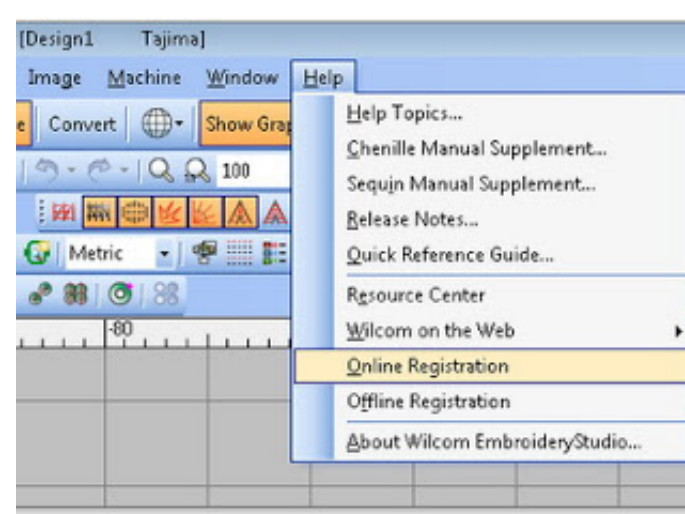 [Design1 Tajima]
Image Machine Window Help
Convert Show Gra
100
Metric
-80
Help Topics...
Chenille Manual Supplement...
Sequin Manual Supplement...
Release Notes...
Quick Reference Guide...
Resource Center
Wilcom on the Web
Online Registration
Offline Registration
About Wilcom EmbroideryStudio...